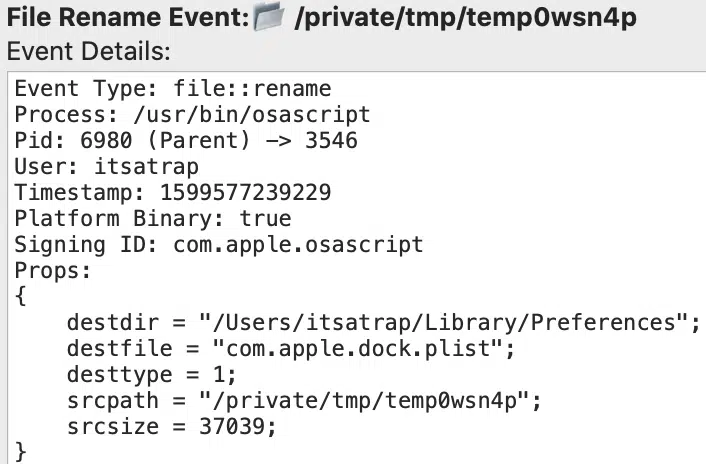 File Rename Event: /private/tmp/temp0wsn4p
Event Details:
Event Type: file::rename
Process: /usr/bin/osascript
Pid: 6980 (Parent) -> 3546
User: itsatrap
Timestamp: 1599577239229
Platform Binary: true
Signing ID: com.apple.osascript
Props:
{
    destdir = "/Users/itsatrap/Library/Preferences";
    destfile = "com.apple.dock.plist";
    desttype = 1;
    srcpath = "/private/tmp/temp0wsn4p";
    srcsize = 37039;
}